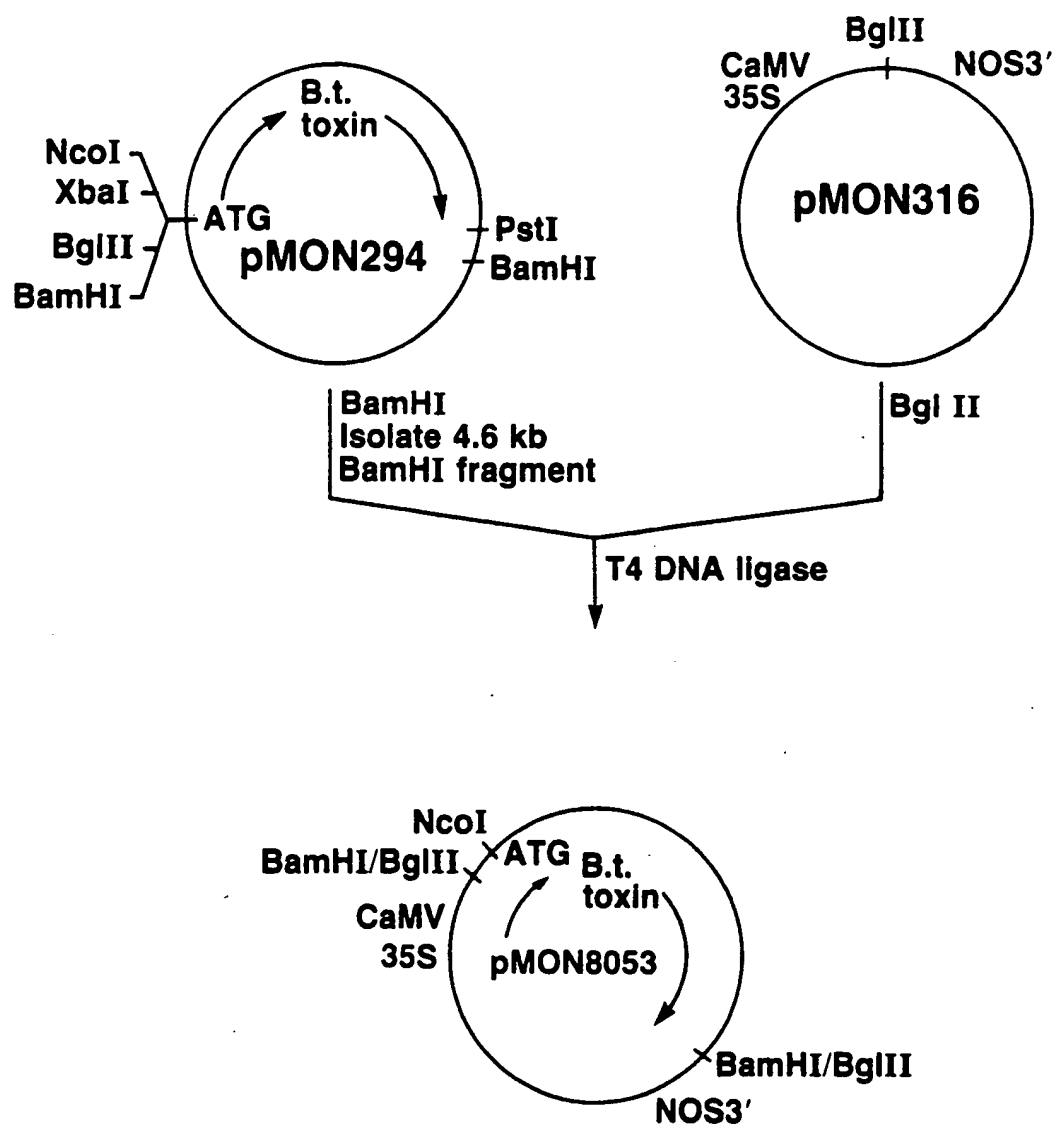 BglII
CaMV
35S
NOS3′
pMON316
B.t.
toxin
NcoI
XbaI
BglII
BamHI
ATG
pMON294
PstI
BamHI
BamHI
Isolate 4.6 kb
BamHI fragment
Bgl II
T4 DNA ligase
NcoI
BamHI/BglII
CaMV
35S
ATG
B.t.
toxin
pMON8053
BamHI/BglII
NOS3′